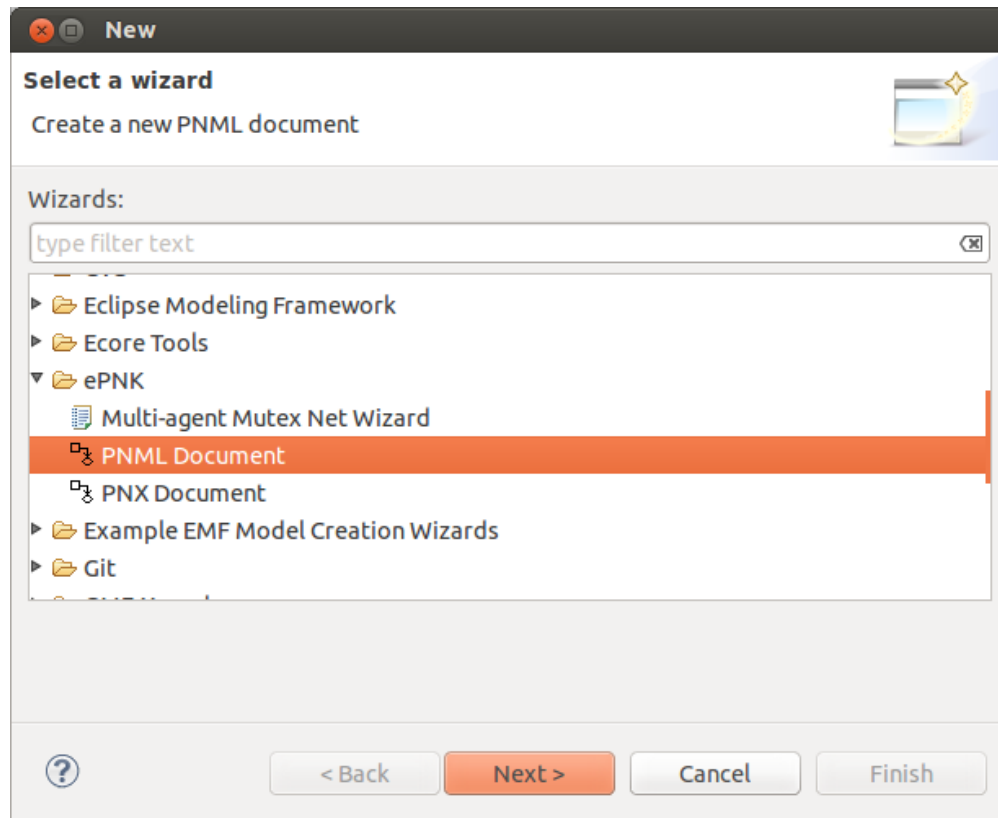 New
Select a wizard
Create a new PNML document
Wizards:
type filter text
Eclipse Modeling Framework
Ecore Tools
ePNK
Multi-agent Mutex Net Wizard
PNML Document
PNX Document
Example EMF Model Creation Wizards
Git
< Back Next > Cancel Finish